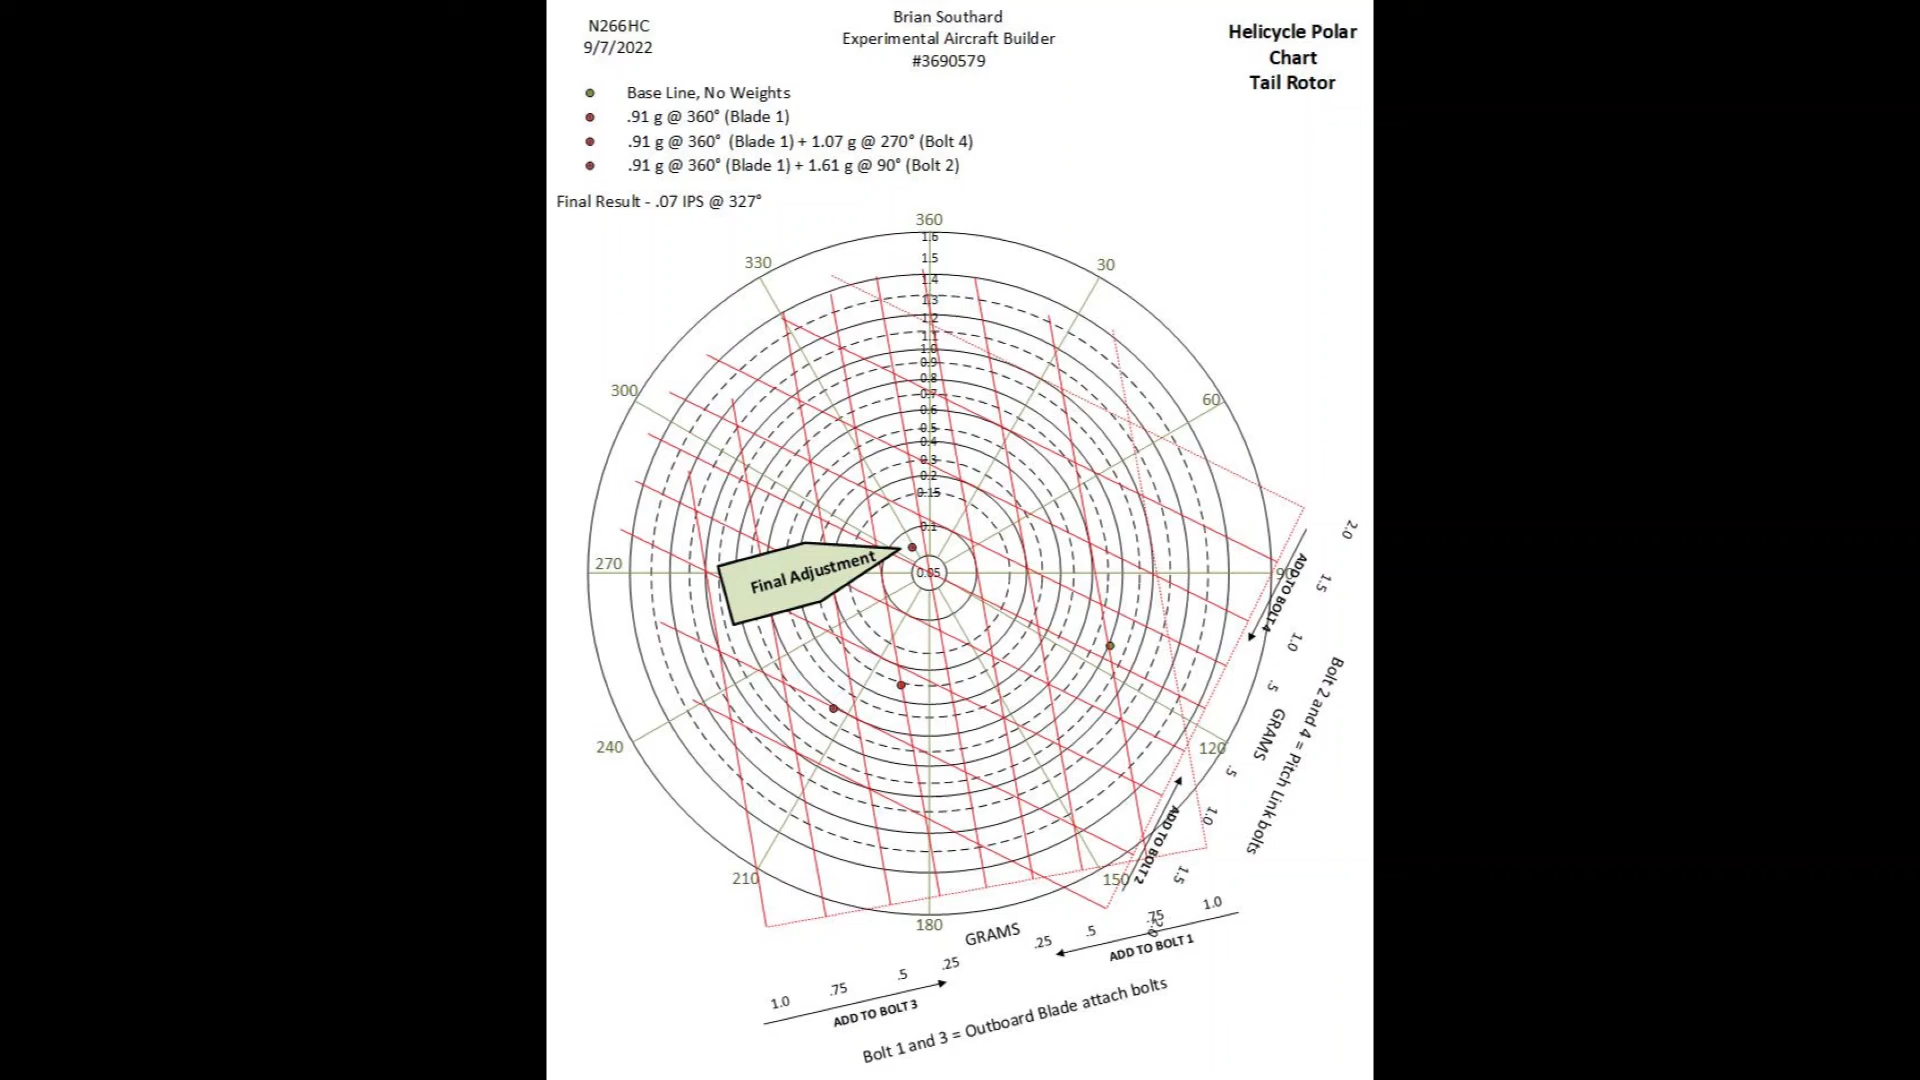 N266HC
9/7/2022
Brian Southard
Experimental Aircraft Builder
#3690579
Helicycle Polar
Chart
Tail Rotor
Base Line, No Weights
.91 g @ 360° (Blade 1)
.91 g @ 360° (Blade 1) + 1.07 g @ 270° (Bolt 4)
.91 g @ 360° (Blade 1) + 1.61 g @ 90° (Bolt 2)
Final Result - .07 IPS @ 327°
360
1.6
330
30
1.5
1.4
1.3
1.2
1.1
1.0
0.9
0.8
300
60
0.7
0.6
0.5
0.4
0.3
0.2
0.15
0.1
270
0.05
90
Final Adjustment
2.0
1.5
1.0
.5
ADD TO BOLT 4
GRAMS
Bolt 2 and 4 = Pitch Link bolts
240
120
.5
1.0
1.5
2.0
ADD TO BOLT 2
210
150
180
GRAMS
1.0 .75 .5 .25
ADD TO BOLT 3
.25 .5 .75 1.0
ADD TO BOLT 1
Bolt 1 and 3 = Outboard Blade attach bolts